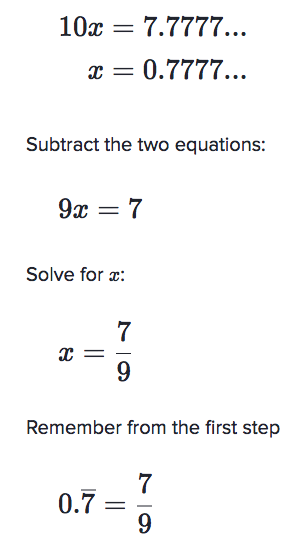 10x = 7.7777...
x = 0.7777...
Subtract the two equations:
9x = 7
Solve for x:
x = 7/9
Remember from the first step
0.7̅ = 7/9